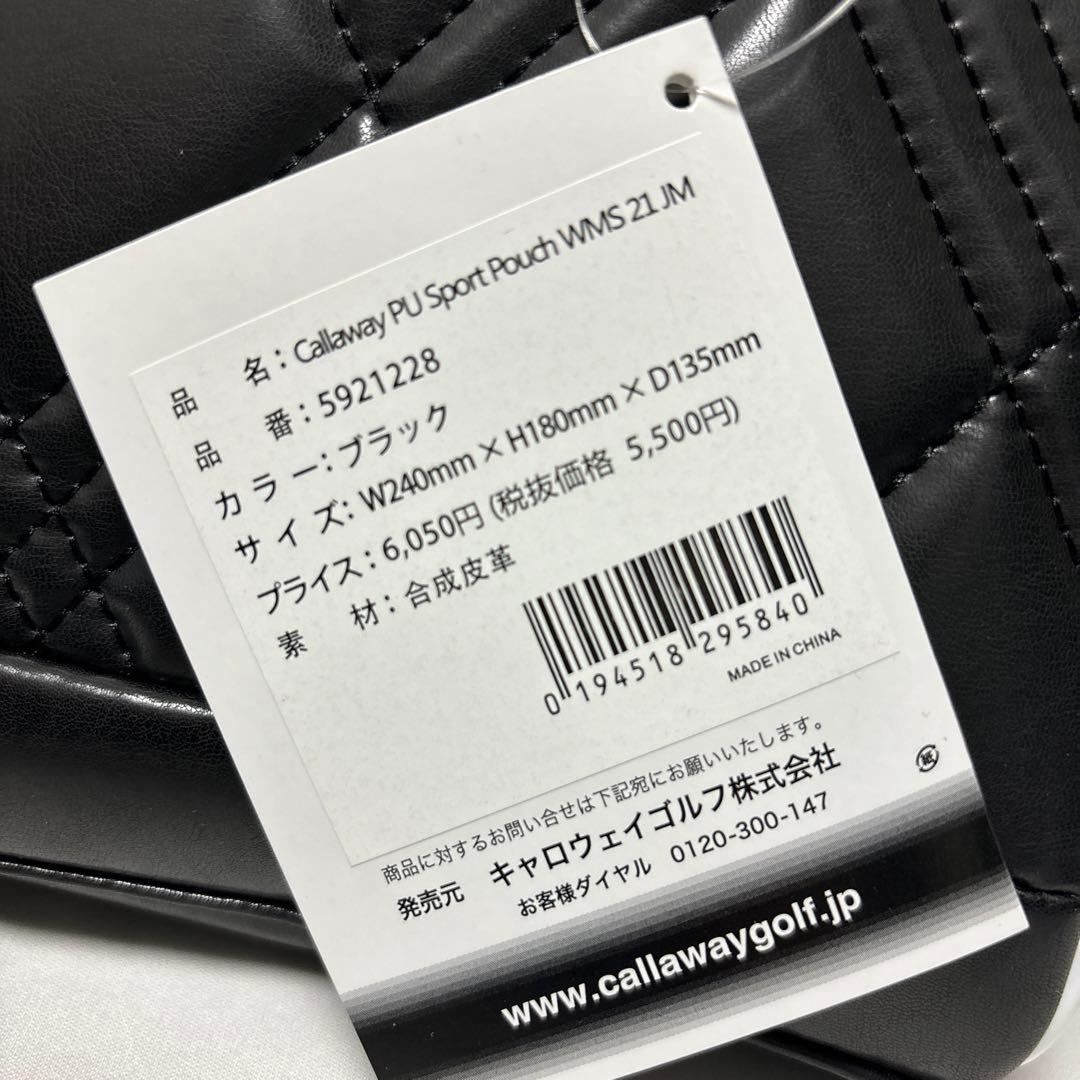 品 名：Callaway PU Sport Pouch WMS 21 JM
品 番：5921228
カラー：ブラック
サイズ：W240mm × H180mm × D135mm
プライス：6,050円 (税抜価格 5,500円)
素 材：合成皮革
0 194518 295840
MADE IN CHINA
商品に対するお問い合せは下記宛にお願いいたします。
発売元 キャロウェイゴルフ株式会社
お客様ダイヤル 0120-300-147
紙
www.callawaygolf.jp